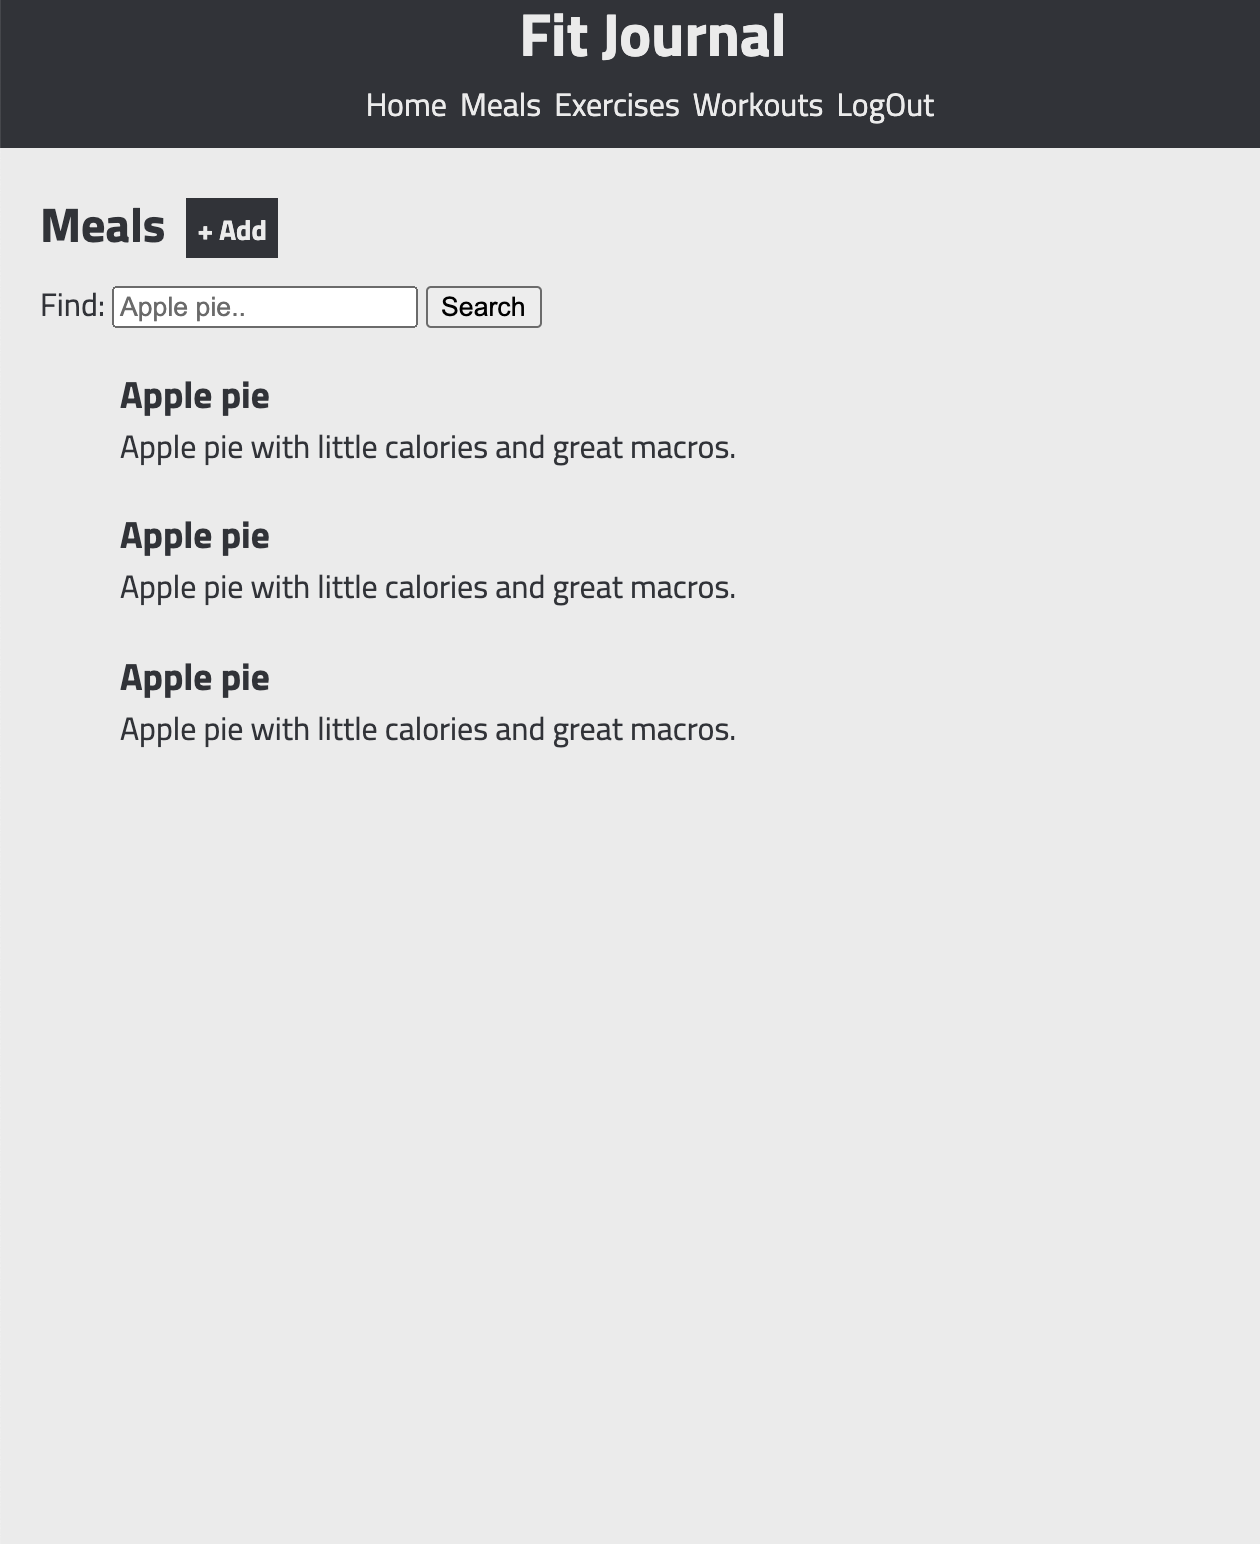 Fit Journal
Home Meals Exercises Workouts LogOut
Meals + Add
Find: Apple pie.. Search
Apple pie
Apple pie with little calories and great macros.
Apple pie
Apple pie with little calories and great macros.
Apple pie
Apple pie with little calories and great macros.